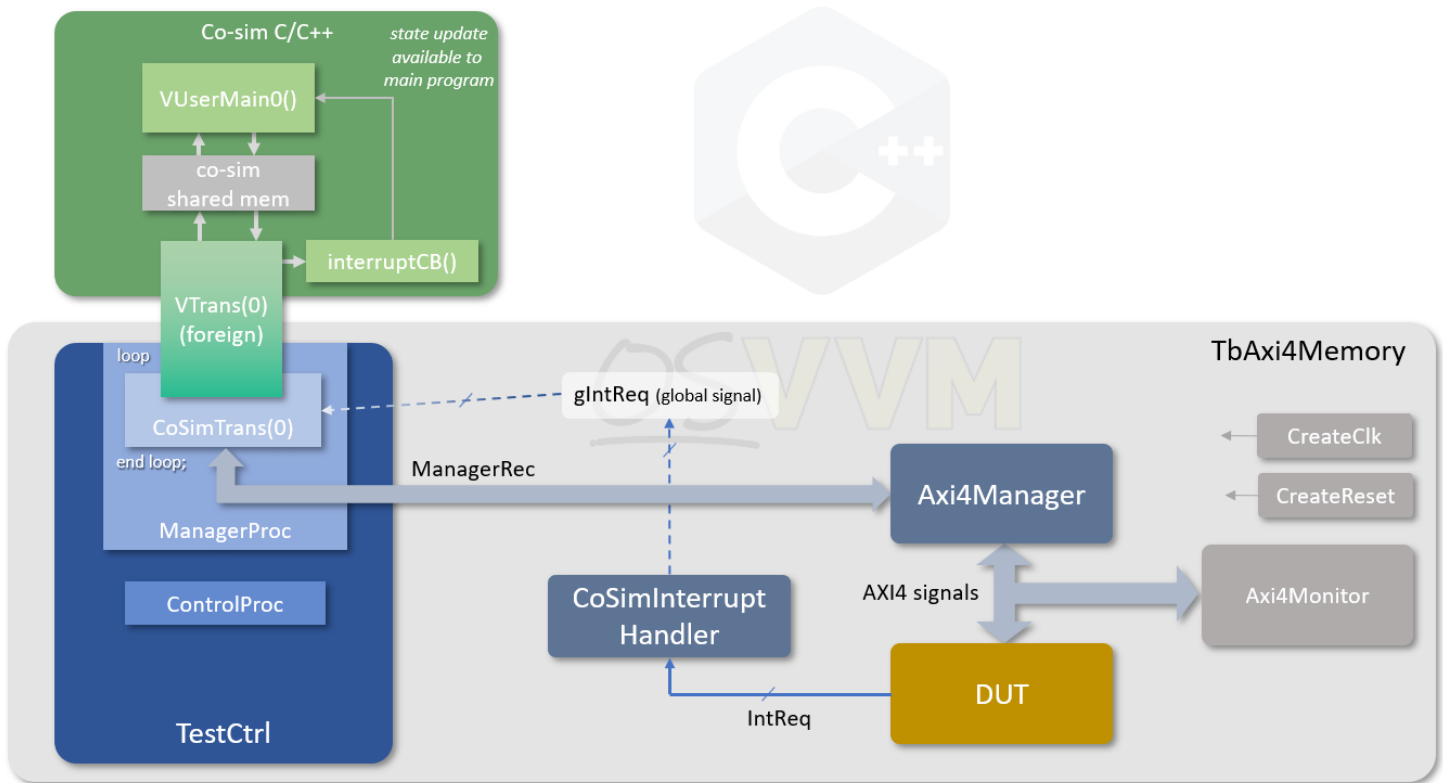 Co-sim C/C++
state update
available to
main program
VUserMain0()
co-sim
shared mem
interruptCB()
VTrans(0)
(foreign)
++
OSVVM
TbAxi4Memory
loop
gIntReq (global signal)
CoSimTrans(0)
end loop;
ManagerRec
ManagerProc
Axi4Manager
CreateClk
CreateReset
ControlProc
CoSimInterrupt
Handler
AXI4 signals
Axi4Monitor
DUT
IntReq
TestCtrl